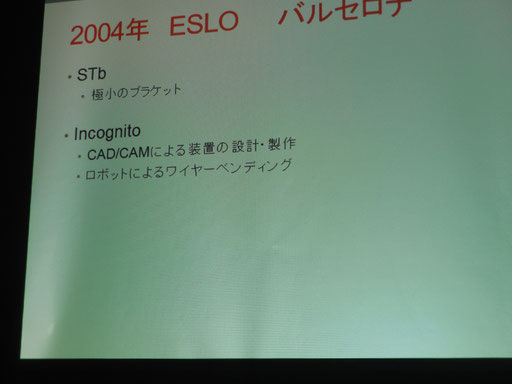 2004年 ESLO バルセロナ
・STb
・極小のブラケット
・Incognito
・CAD/CAMによる装置の設計・製作
・ロボットによるワイヤーベンディング